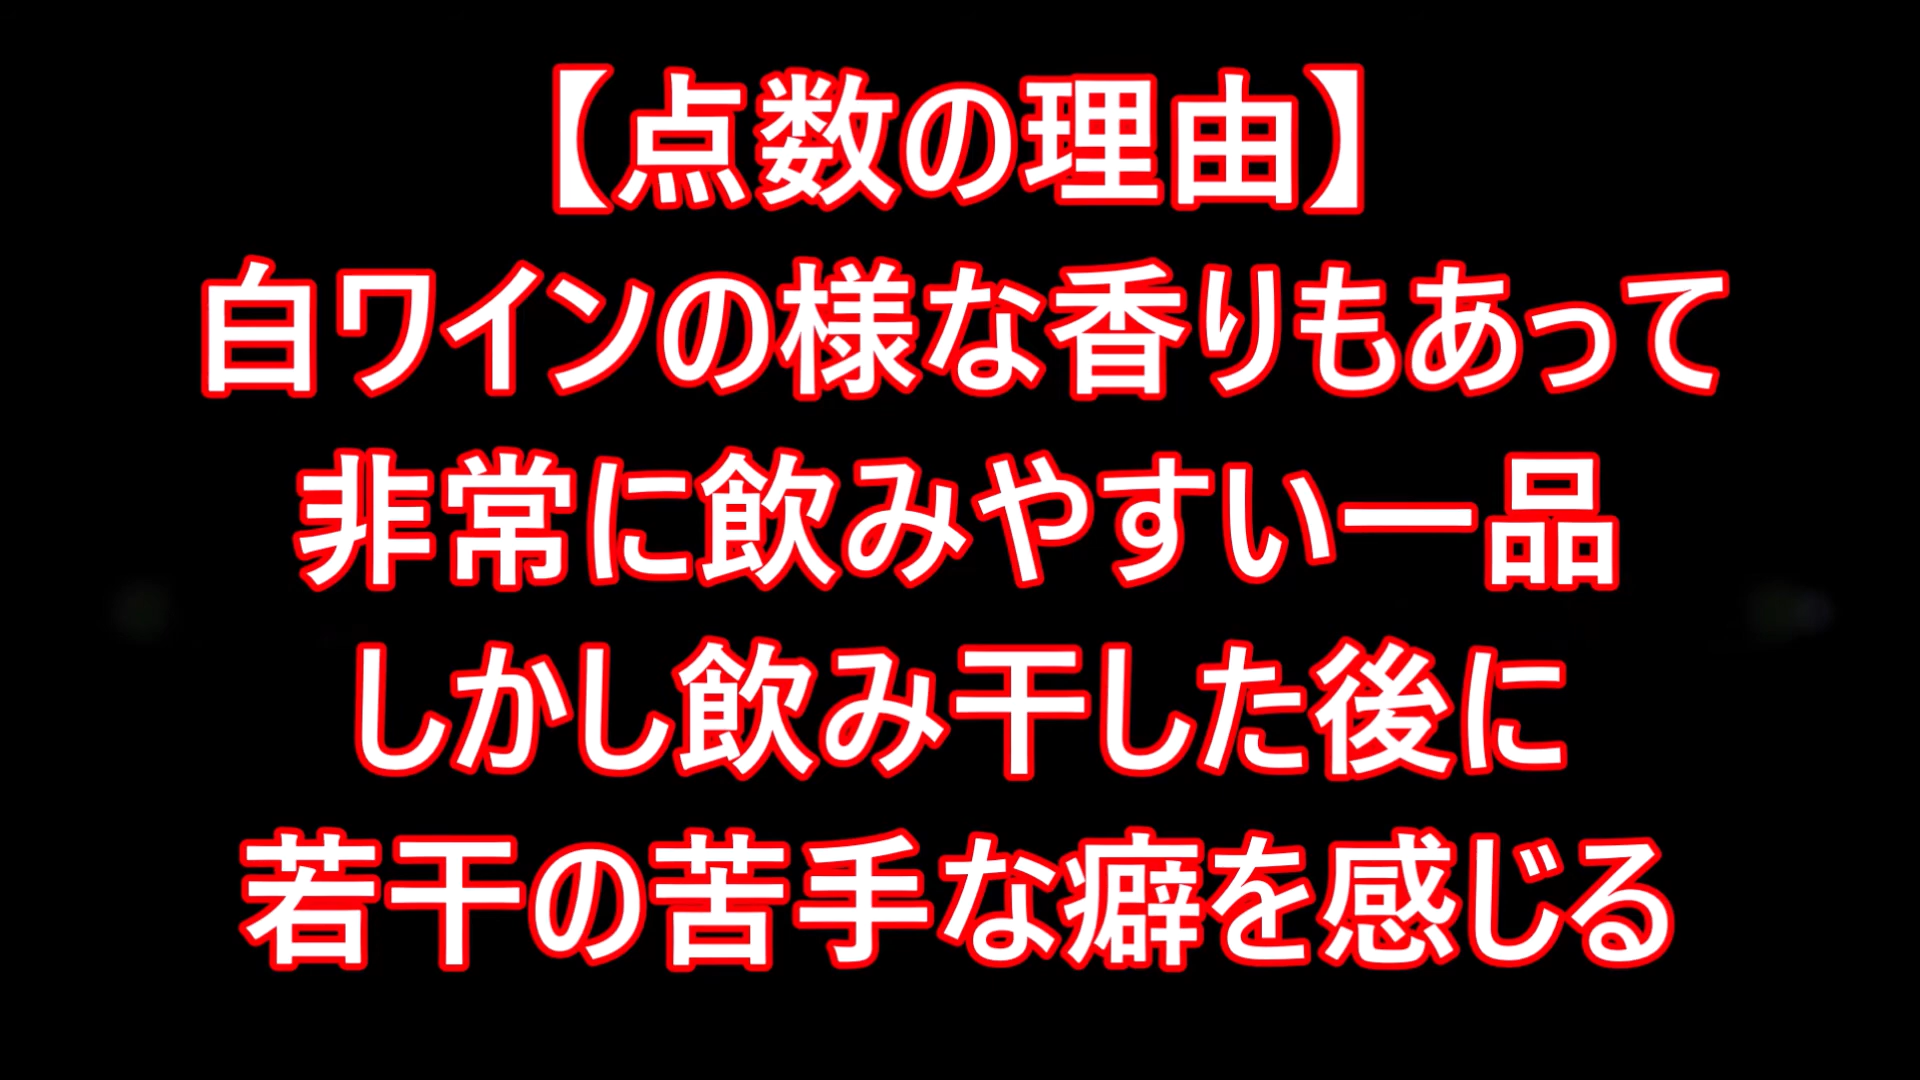 【点数の理由】
白ワインの様な香りもあって
非常に飲みやすい一品
しかし飲み干した後に
若干の苦手な癖を感じる